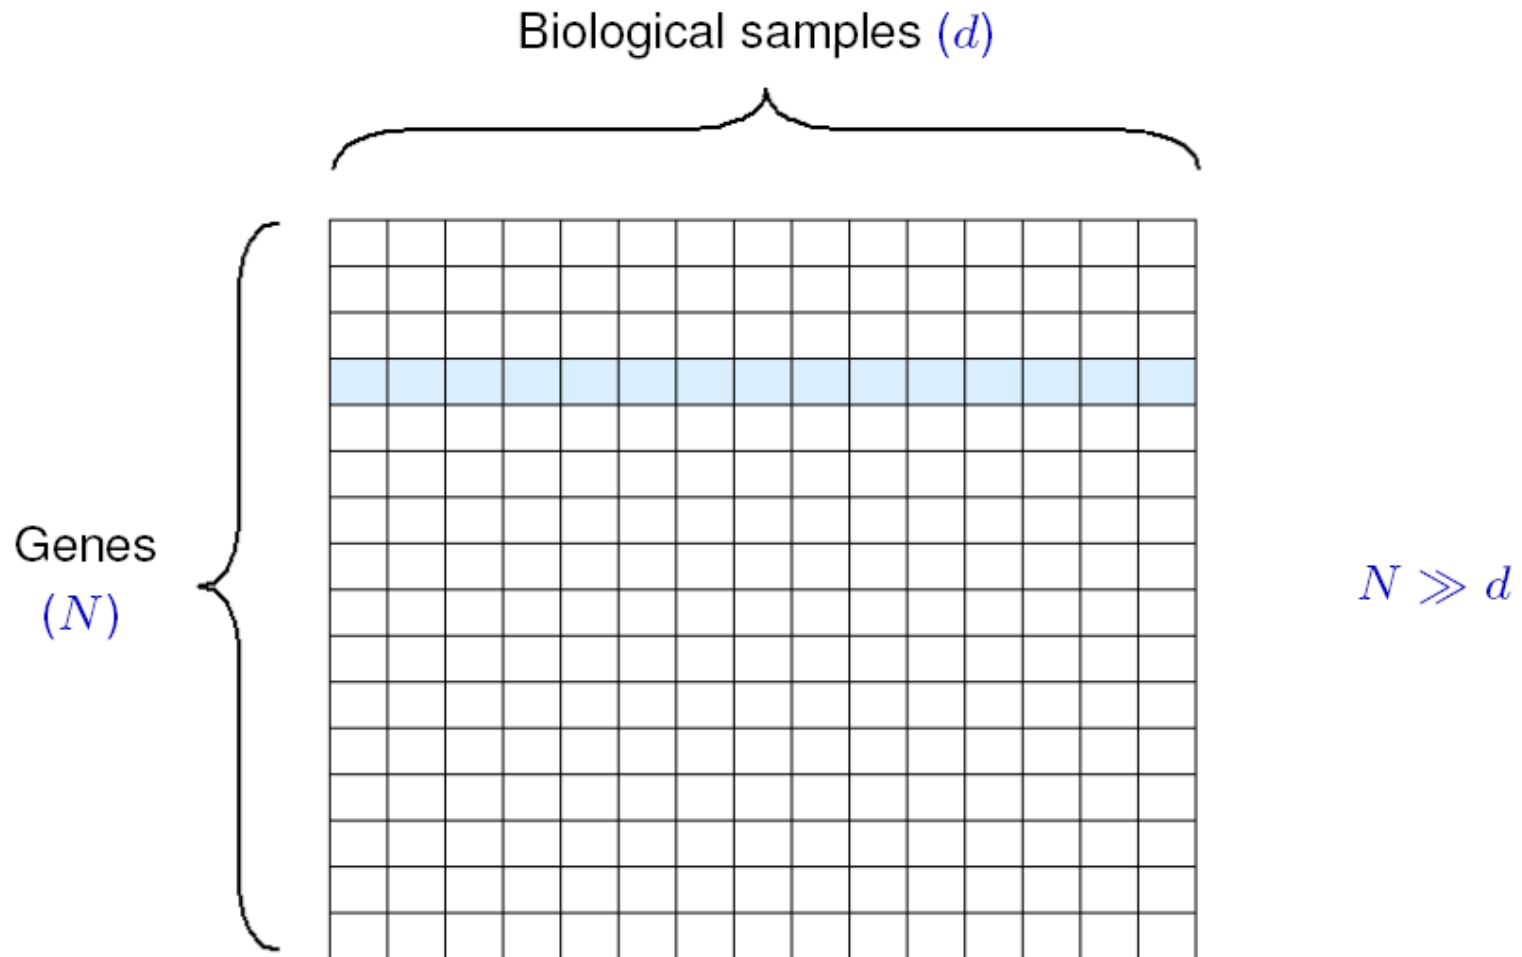 Biological samples (d)
Genes
(N)
N ≫ d